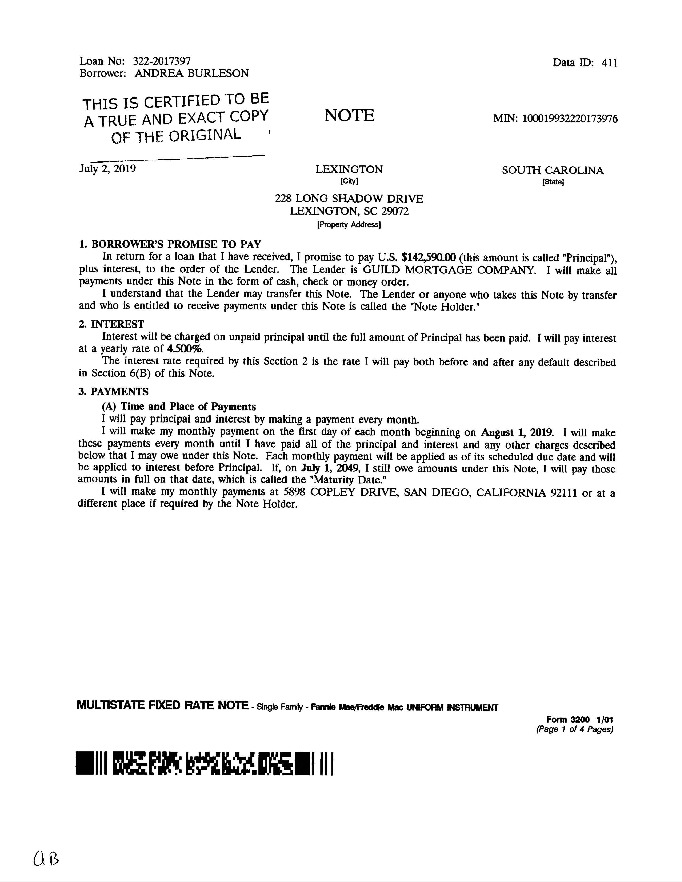 Loan No: 322-2017397
Borrower: ANDREA BURLESON
Data ID: 411
THIS IS CERTIFIED TO BE
A TRUE AND EXACT COPY
OF THE ORIGINAL
NOTE
MIN: 100019932220173976
July 2, 2019
LEXINGTON
[City]
SOUTH CAROLINA
[State]
228 LONG SHADOW DRIVE
LEXINGTON, SC 29072
[Property Address]
1. BORROWER'S PROMISE TO PAY
In return for a loan that I have received, I promise to pay U.S. $142,590.00 (this amount is called "Principal"),
plus interest, to the order of the Lender. The Lender is GUILD MORTGAGE COMPANY. I will make all
payments under this Note in the form of cash, check or money order.
I understand that the Lender may transfer this Note. The Lender or anyone who takes this Note by transfer
and who is entitled to receive payments under this Note is called the "Note Holder."
2. INTEREST
Interest will be charged on unpaid principal until the full amount of Principal has been paid. I will pay interest
at a yearly rate of 4.500%.
The interest rate required by this Section 2 is the rate I will pay both before and after any default described
in Section 6(B) of this Note.
3. PAYMENTS
(A) Time and Place of Payments
I will pay principal and interest by making a payment every month.
I will make my monthly payment on the first day of each month beginning on August 1, 2019. I will make
these payments every month until I have paid all of the principal and interest and any other charges described
below that I may owe under this Note. Each monthly payment will be applied as of its scheduled due date and will
be applied to interest before Principal. If, on July 1, 2049, I still owe amounts under this Note, I will pay those
amounts in full on that date, which is called the "Maturity Date."
I will make my monthly payments at 5898 COPLEY DRIVE, SAN DIEGO, CALIFORNIA 92111 or at a
different place if required by the Note Holder.
MULTISTATE FIXED RATE NOTE - Single Family - Fannie Mae/Freddie Mac UNIFORM INSTRUMENT
Form 3200 1/01
(Page 1 of 4 Pages)
AB